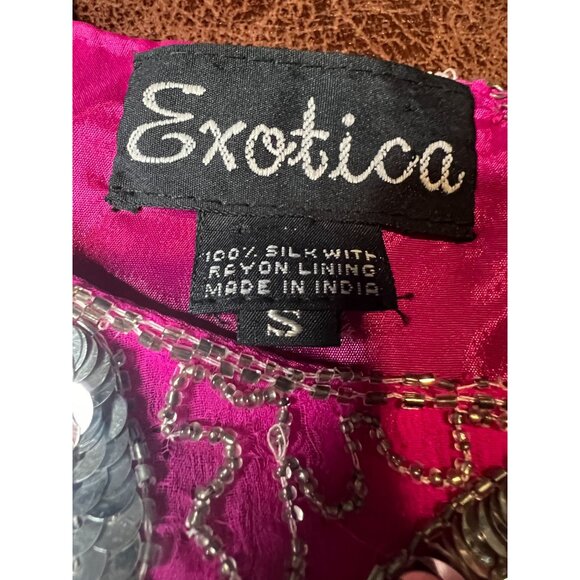 Exotica
100% SILK WITH
RAYON LINING
MADE IN INDIA
S